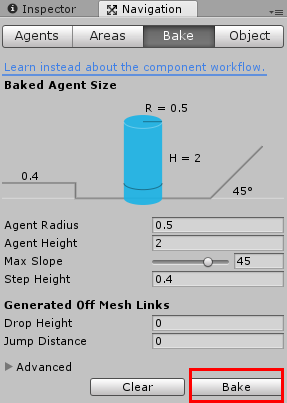 Inspector Navigation
Agents Areas Bake Object
Learn instead about the component workflow.
Baked Agent Size
R = 0.5
H = 2
0.4
45°
Agent Radius 0.5
Agent Height 2
Max Slope 45
Step Height 0.4
Generated Off Mesh Links
Drop Height 0
Jump Distance 0
Advanced
Clear Bake